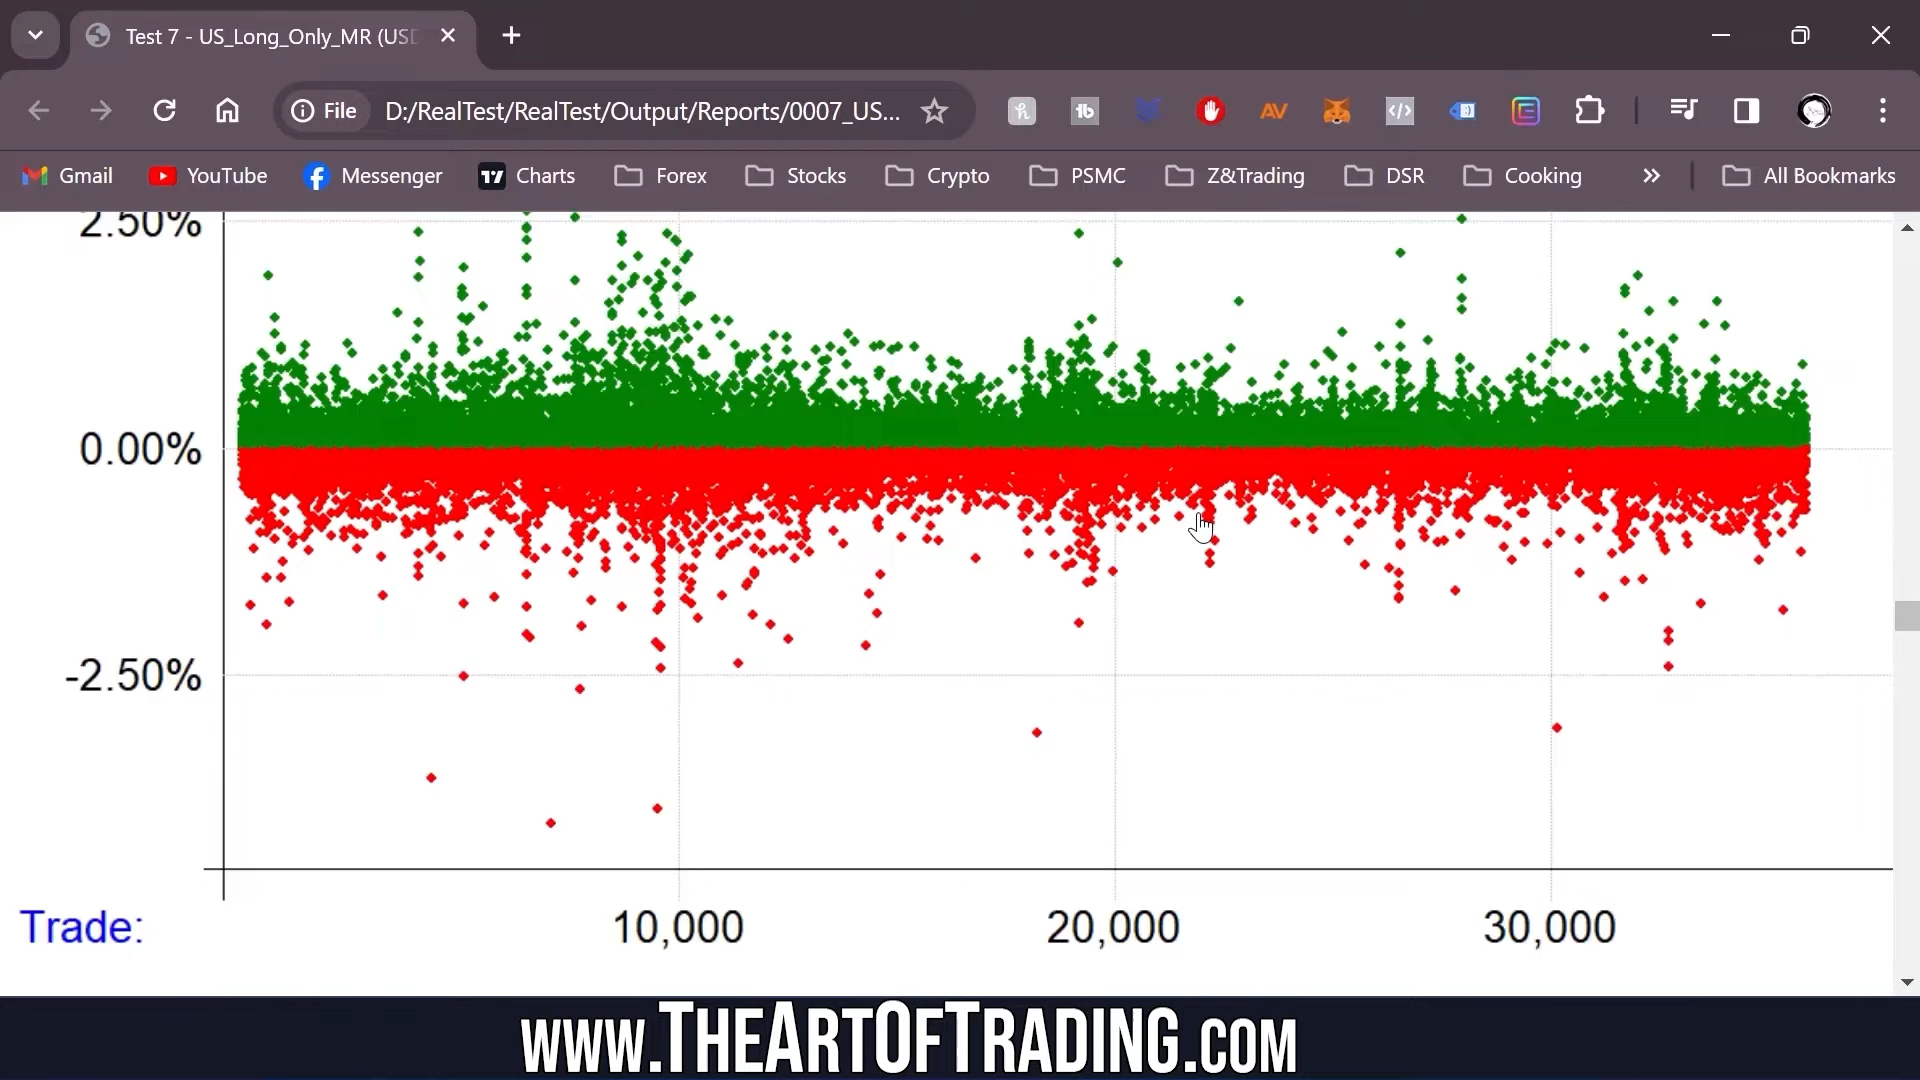 Test 7 - US_Long_Only_MR (USD
File D:/RealTest/RealTest/Output/Reports/0007_US...
Gmail YouTube Messenger Charts Forex Stocks Crypto PSMC Z&Trading DSR Cooking » All Bookmarks
2.50%
0.00%
-2.50%
Trade: 10,000 20,000 30,000
WWW.THEARTOFTRADING.COM